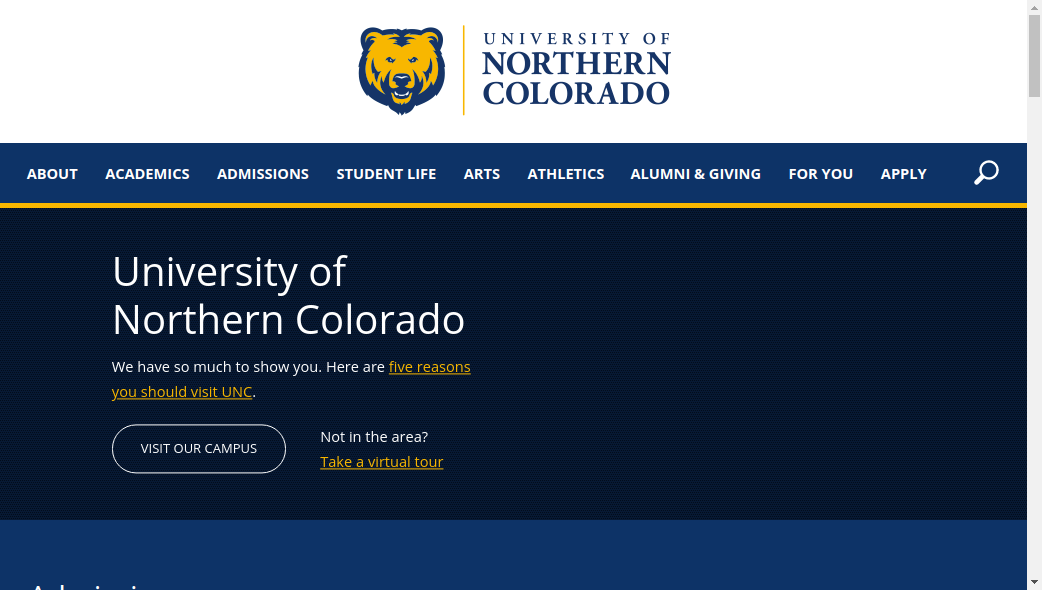 UNIVERSITY OF
NORTHERN
COLORADO
ABOUT ACADEMICS ADMISSIONS STUDENT LIFE ARTS ATHLETICS ALUMNI & GIVING FOR YOU APPLY
University of
Northern Colorado
We have so much to show you. Here are five reasons
you should visit UNC.
VISIT OUR CAMPUS
Not in the area?
Take a virtual tour